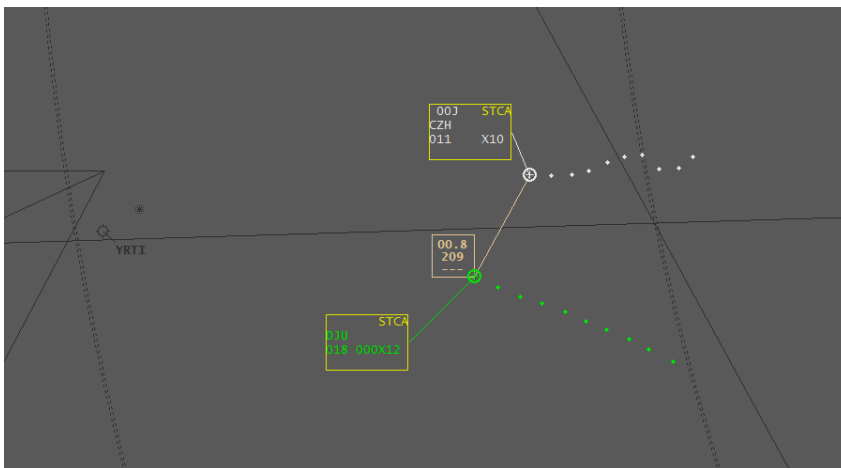 00J STCA
CZH
011 X10
YRTI
00.8
209
---
STCA
DJU
018 000X12